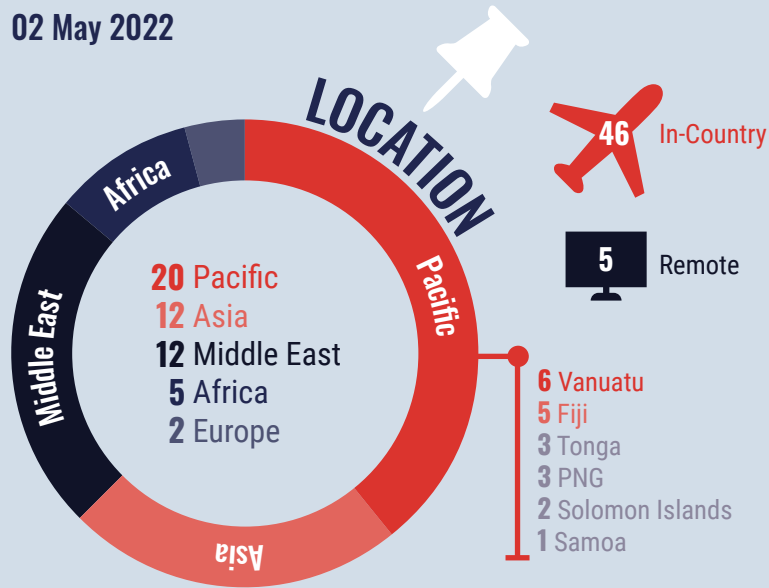 02 May 2022
LOCATION
46 In-Country
5 Remote
Africa
Pacific
Middle East
Asia
20 Pacific
12 Asia
12 Middle East
5 Africa
2 Europe
6 Vanuatu
5 Fiji
3 Tonga
3 PNG
2 Solomon Islands
1 Samoa